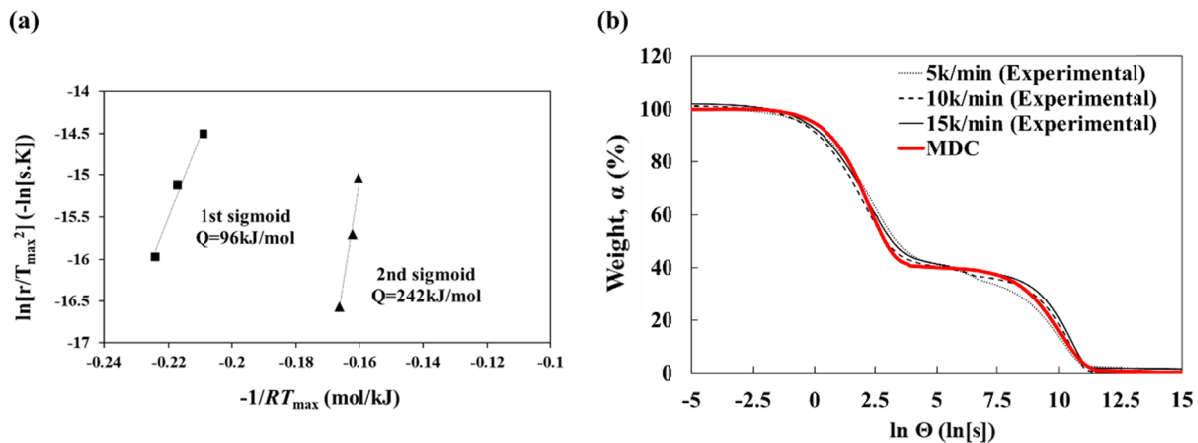 (a)
-14
-14.5
-15
-15.5
-16
-16.5
-17
ln[r/Tmax²] (-ln[s.K])
1st sigmoid
Q=96kJ/mol
2nd sigmoid
Q=242kJ/mol
-0.24 -0.22 -0.2 -0.18 -0.16 -0.14 -0.12 -0.1
-1/RTmax (mol/kJ)
(b)
120
100
80
60
40
20
0
Weight, α (%)
5k/min (Experimental)
10k/min (Experimental)
15k/min (Experimental)
MDC
-5 -2.5 0 2.5 5 7.5 10 12.5 15
ln Θ (ln[s])